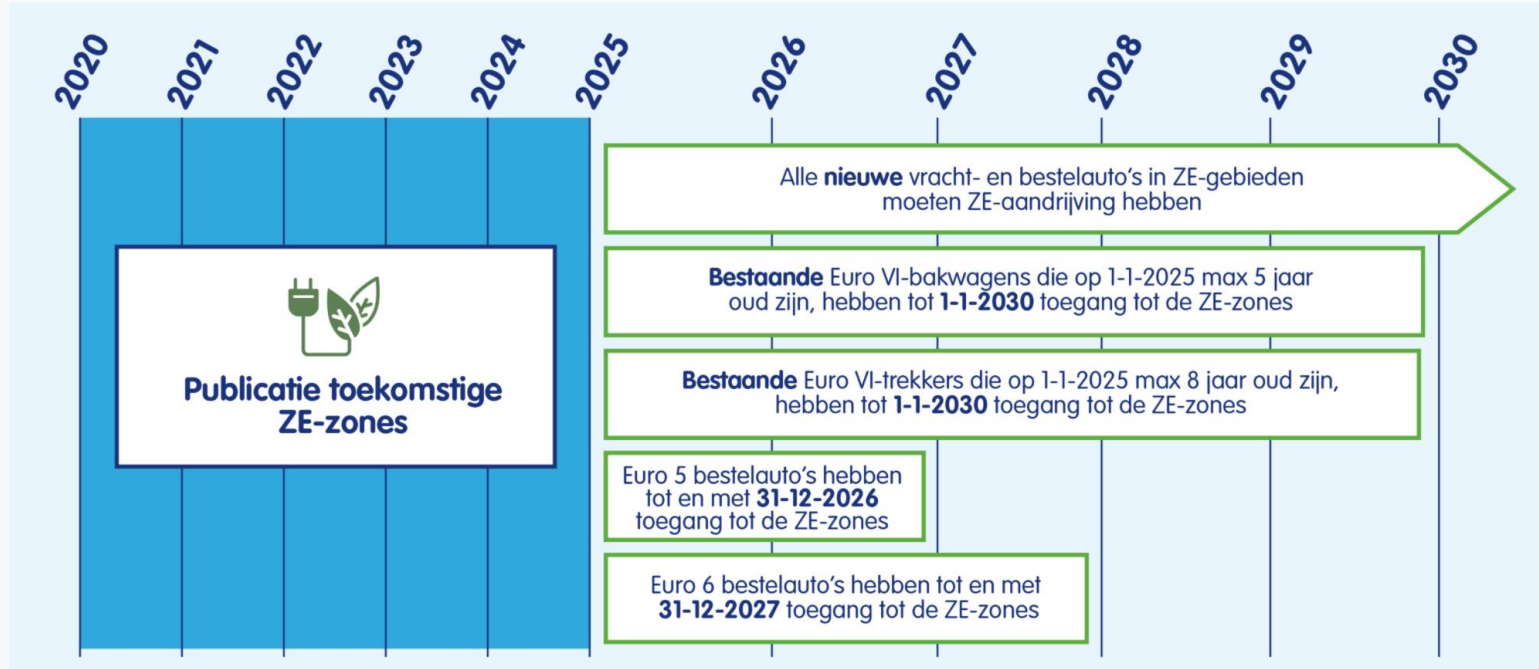 2020
2021
2022
2023
2024
2025
2026
2027
2028
2029
2030
Publicatie toekomstige
ZE-zones
Alle nieuwe vracht- en bestelauto's in ZE-gebieden
moeten ZE-aandrijving hebben
Bestaande Euro VI-bakwagens die op 1-1-2025 max 5 jaar
oud zijn, hebben tot 1-1-2030 toegang tot de ZE-zones
Bestaande Euro VI-trekkers die op 1-1-2025 max 8 jaar oud zijn,
hebben tot 1-1-2030 toegang tot de ZE-zones
Euro 5 bestelauto's hebben
tot en met 31-12-2026
toegang tot de ZE-zones
Euro 6 bestelauto's hebben tot en met
31-12-2027 toegang tot de ZE-zones